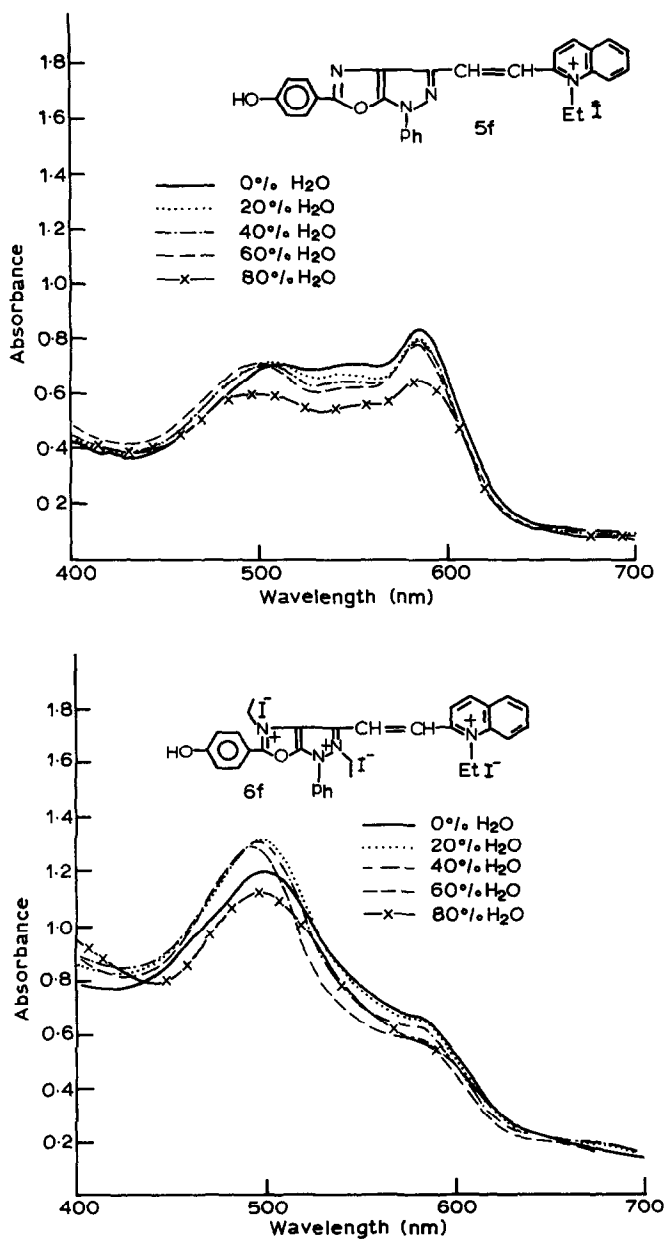 1·8
1·6
1·4
1·2
1·0
0·8
0·6
0·4
0·2
Absorbance
N CH=CH
HO O N N N +
Ph Et I
5f
0% H2O
20% H2O
40% H2O
60% H2O
80% H2O
400 500 600 700
Wavelength (nm)
1·8
1·6
1·4
1·2
1·0
0·8
0·6
0·4
0·2
Absorbance
I-
N + CH=CH
HO O N + N N +
I- Et I-
Ph
6f
0% H2O
20% H2O
40% H2O
60% H2O
80% H2O
400 500 600 700
Wavelength (nm)